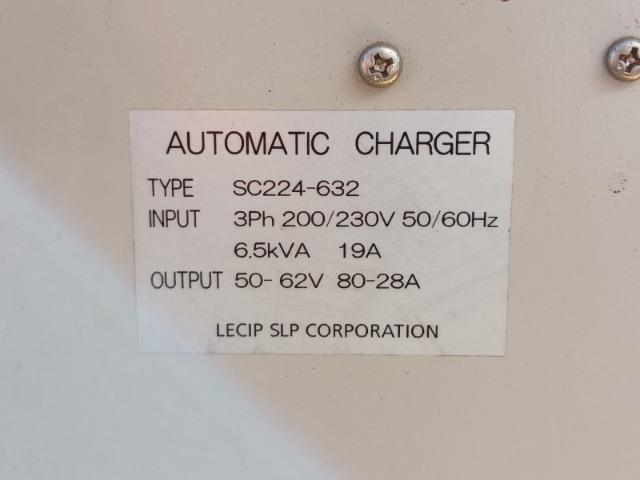 AUTOMATIC CHARGER
TYPE SC224-632
INPUT 3Ph 200/230V 50/60Hz
6.5kVA 19A
OUTPUT 50-62V 80-28A
LECIP SLP CORPORATION